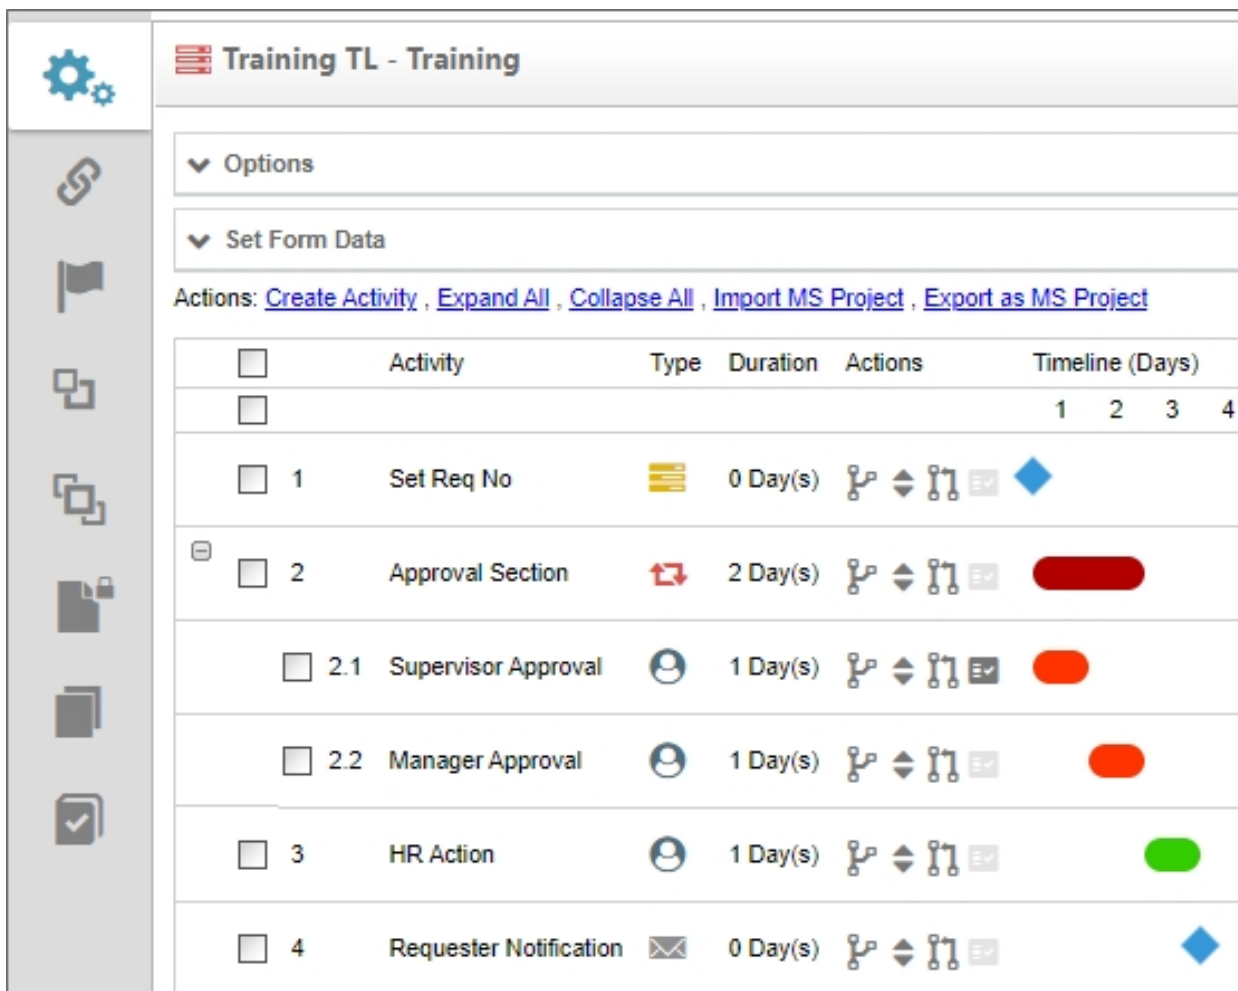 Training TL - Training
Options
Set Form Data
Actions: Create Activity , Expand All , Collapse All , Import MS Project , Export as MS Project
Activity Type Duration Actions Timeline (Days)
1 2 3 4
1 Set Req No 0 Day(s)
2 Approval Section 2 Day(s)
2.1 Supervisor Approval 1 Day(s)
2.2 Manager Approval 1 Day(s)
3 HR Action 1 Day(s)
4 Requester Notification 0 Day(s)